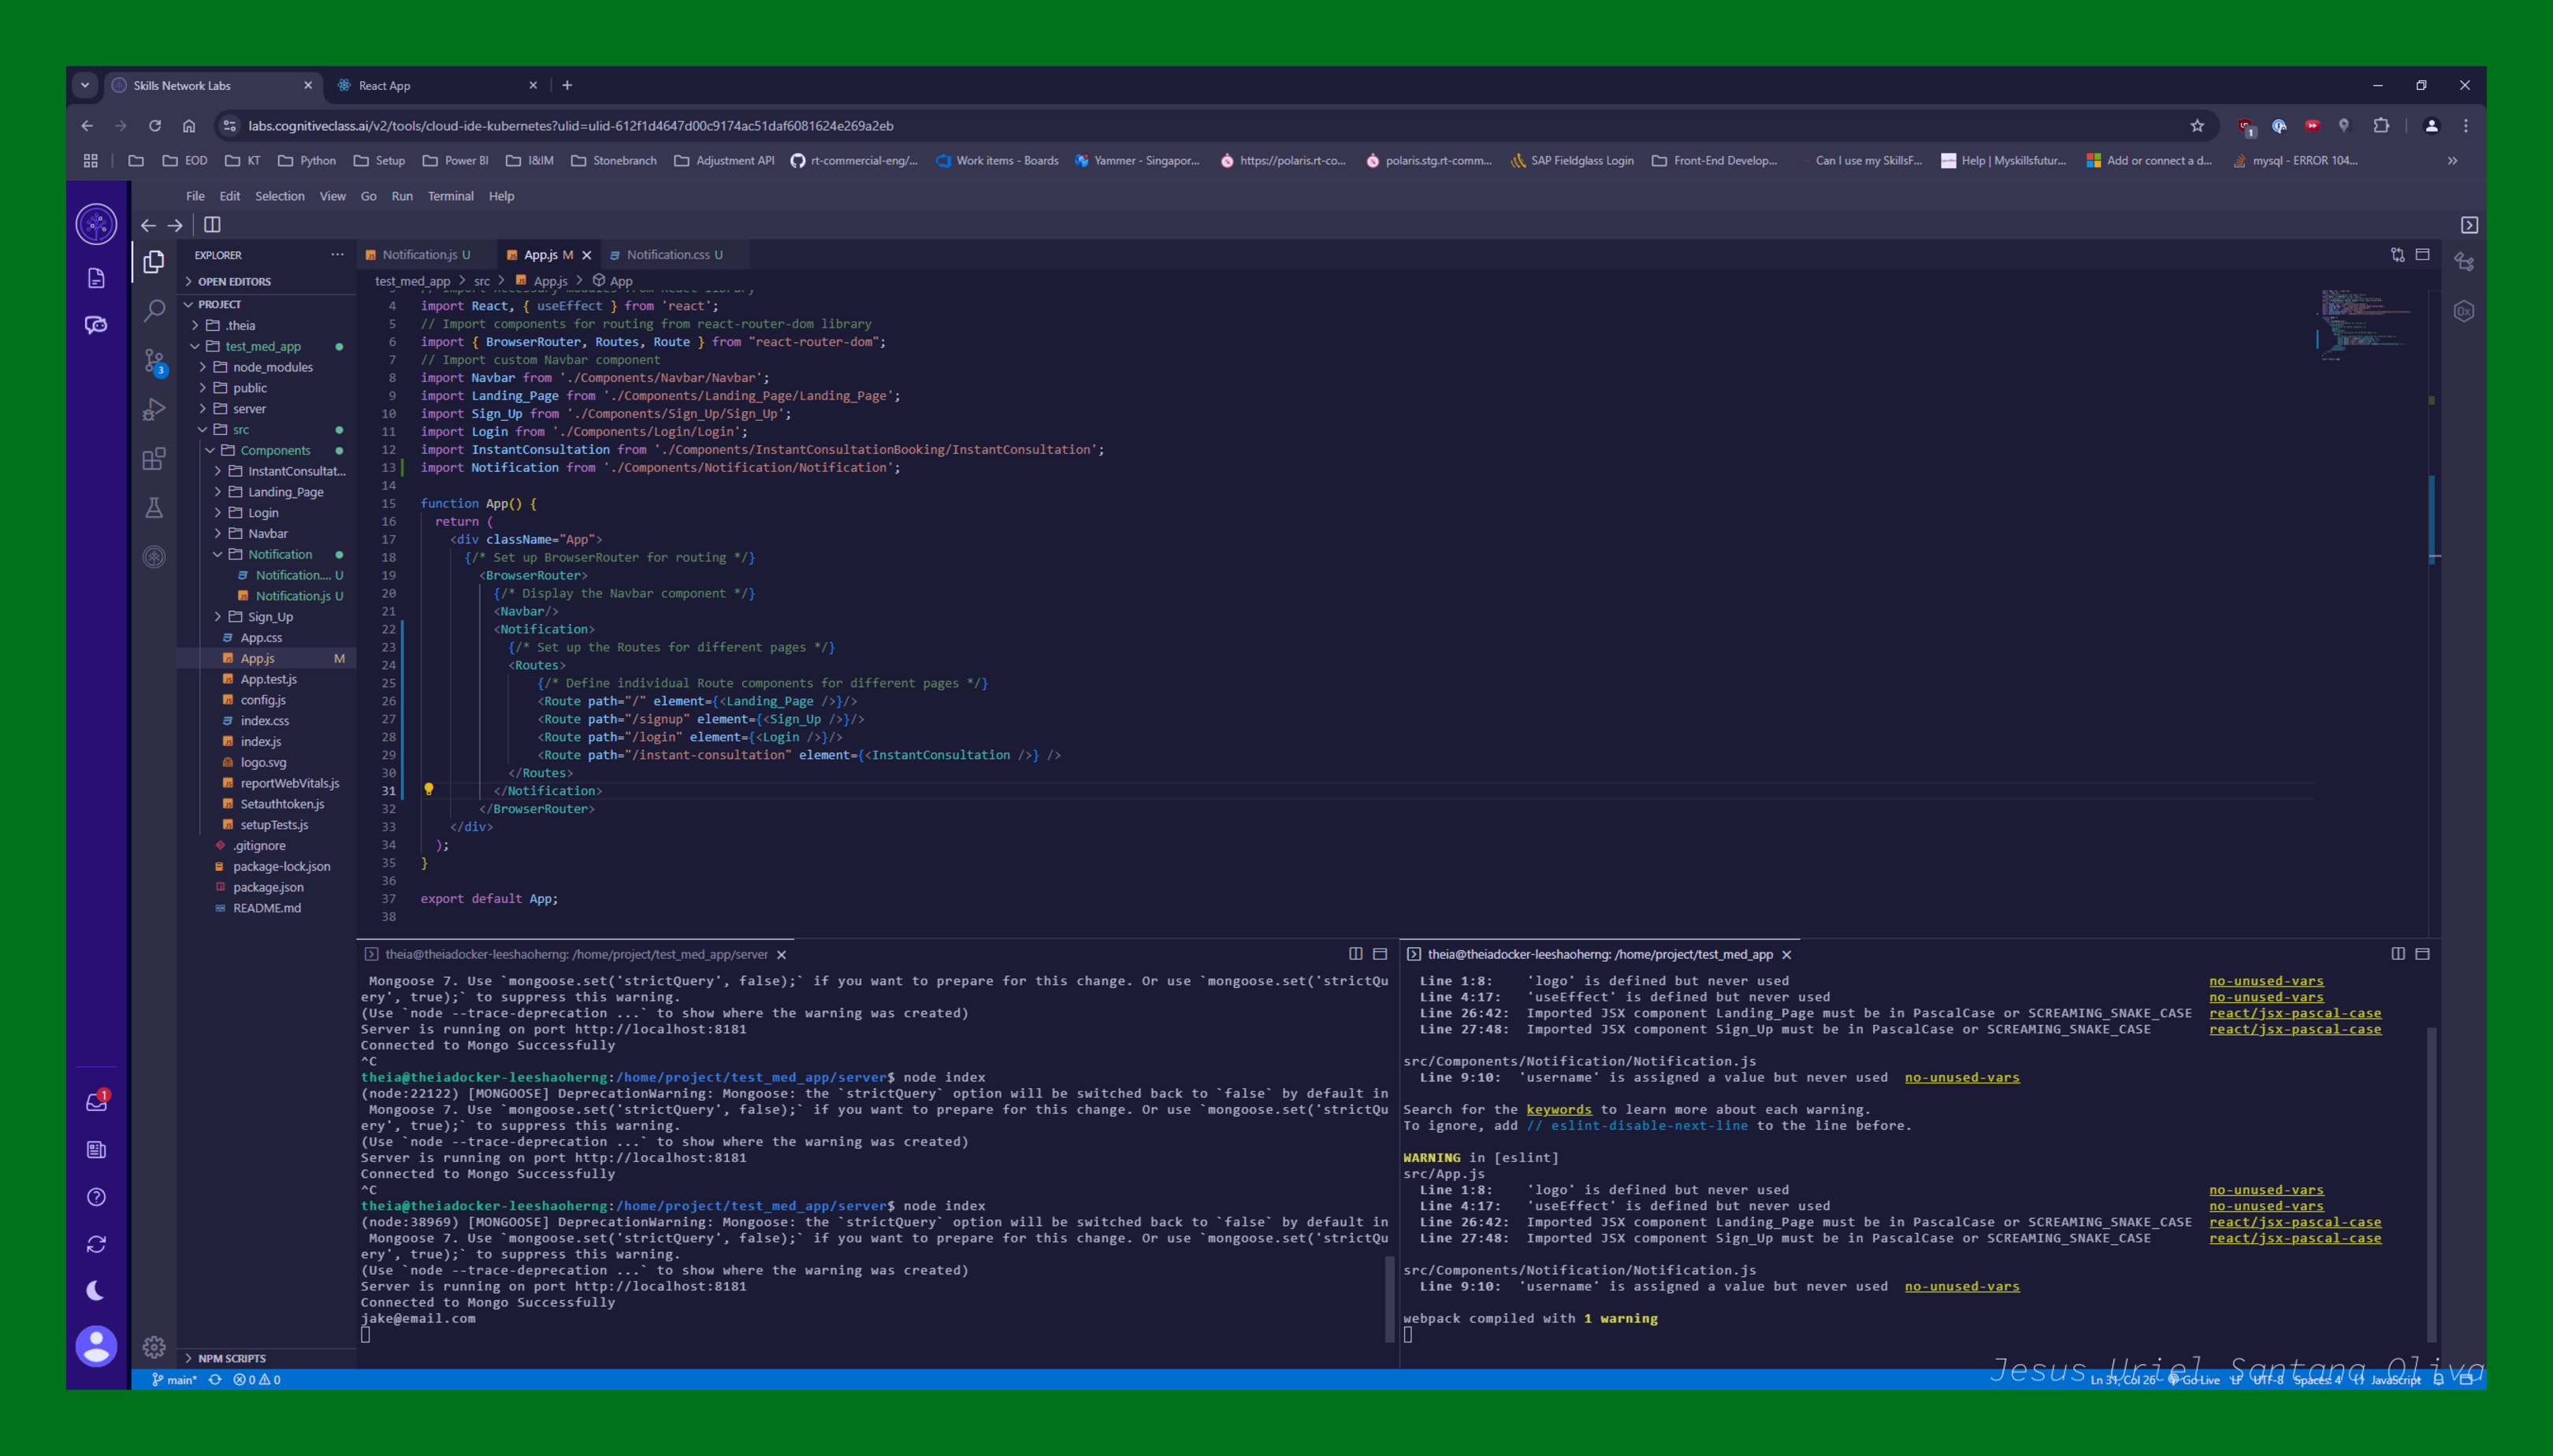 Skills Network Labs
React App
labs.cognitiveclass.ai/v2/tools/cloud-ide-kubernetes?ulid=ulid-612f1d4647d00c9174ac51daf6081624e269a2eb
1
EOD KT Python Setup Power BI I&IM Stonebranch Adjustment API rt-commercial-eng/... Work items - Boards Yammer - Singapor... https://polaris.rt-co... polaris.stg.rt-comm... SAP Fieldglass Login Front-End Develop... Can I use my SkillsF... Help | Myskillsfutur... Add or connect a d... mysql - ERROR 104...
File Edit Selection View Go Run Terminal Help
EXPLORER
OPEN EDITORS
PROJECT
.theia
test_med_app
node_modules
public
server
src
Components
InstantConsultat...
Landing_Page
Login
Navbar
Notification
Notification.... U
Notification.js U
Sign_Up
App.css
App.js M
App.test.js
config.js
index.css
index.js
logo.svg
reportWebVitals.js
Setauthtoken.js
setupTests.js
.gitignore
package-lock.json
package.json
README.md
NPM SCRIPTS
3
1
Notification.js U App.js M Notification.css U
test_med_app > src > App.js > App
4 import React, { useEffect } from 'react';
5 // Import components for routing from react-router-dom library
6 import { BrowserRouter, Routes, Route } from "react-router-dom";
7 // Import custom Navbar component
8 import Navbar from './Components/Navbar/Navbar';
9 import Landing_Page from './Components/Landing_Page/Landing_Page';
10 import Sign_Up from './Components/Sign_Up/Sign_Up';
11 import Login from './Components/Login/Login';
12 import InstantConsultation from './Components/InstantConsultationBooking/InstantConsultation';
13 import Notification from './Components/Notification/Notification';
14
15 function App() {
16 return (
17 <div className="App">
18 {/* Set up BrowserRouter for routing */}
19 <BrowserRouter>
20 {/* Display the Navbar component */}
21 <Navbar/>
22 <Notification>
23 {/* Set up the Routes for different pages */}
24 <Routes>
25 {/* Define individual Route components for different pages */}
26 <Route path="/" element={<Landing_Page />}/>
27 <Route path="/signup" element={<Sign_Up />}/>
28 <Route path="/login" element={<Login />}/>
29 <Route path="/instant-consultation" element={<InstantConsultation />} />
30 </Routes>
31 </Notification>
32 </BrowserRouter>
33 </div>
34 );
35 }
36
37 export default App;
38
theia@theiadocker-leeshaoherng: /home/project/test_med_app/server
Mongoose 7. Use `mongoose.set('strictQuery', false);` if you want to prepare for this change. Or use `mongoose.set('strictQu
ery', true);` to suppress this warning.
(Use `node --trace-deprecation ...` to show where the warning was created)
Server is running on port http://localhost:8181
Connected to Mongo Successfully
^C
theia@theiadocker-leeshaoherng:/home/project/test_med_app/server$ node index
(node:22122) [MONGOOSE] DeprecationWarning: Mongoose: the `strictQuery` option will be switched back to `false` by default in
Mongoose 7. Use `mongoose.set('strictQuery', false);` if you want to prepare for this change. Or use `mongoose.set('strictQu
ery', true);` to suppress this warning.
(Use `node --trace-deprecation ...` to show where the warning was created)
Server is running on port http://localhost:8181
Connected to Mongo Successfully
^C
theia@theiadocker-leeshaoherng:/home/project/test_med_app/server$ node index
(node:38969) [MONGOOSE] DeprecationWarning: Mongoose: the `strictQuery` option will be switched back to `false` by default in
Mongoose 7. Use `mongoose.set('strictQuery', false);` if you want to prepare for this change. Or use `mongoose.set('strictQu
ery', true);` to suppress this warning.
(Use `node --trace-deprecation ...` to show where the warning was created)
Server is running on port http://localhost:8181
Connected to Mongo Successfully
jake@email.com
theia@theiadocker-leeshaoherng: /home/project/test_med_app
Line 1:8: 'logo' is defined but never used no-unused-vars
Line 4:17: 'useEffect' is defined but never used no-unused-vars
Line 26:42: Imported JSX component Landing_Page must be in PascalCase or SCREAMING_SNAKE_CASE react/jsx-pascal-case
Line 27:48: Imported JSX component Sign_Up must be in PascalCase or SCREAMING_SNAKE_CASE react/jsx-pascal-case
src/Components/Notification/Notification.js
Line 9:10: 'username' is assigned a value but never used no-unused-vars
Search for the keywords to learn more about each warning.
To ignore, add // eslint-disable-next-line to the line before.
WARNING in [eslint]
src/App.js
Line 1:8: 'logo' is defined but never used no-unused-vars
Line 4:17: 'useEffect' is defined but never used no-unused-vars
Line 26:42: Imported JSX component Landing_Page must be in PascalCase or SCREAMING_SNAKE_CASE react/jsx-pascal-case
Line 27:48: Imported JSX component Sign_Up must be in PascalCase or SCREAMING_SNAKE_CASE react/jsx-pascal-case
src/Components/Notification/Notification.js
Line 9:10: 'username' is assigned a value but never used no-unused-vars
webpack compiled with 1 warning
Jesus Uriel Santana Oliva
main* 0 0 Ln 31, Col 26 Go Live LF UTF-8 Spaces: 4 JavaScript